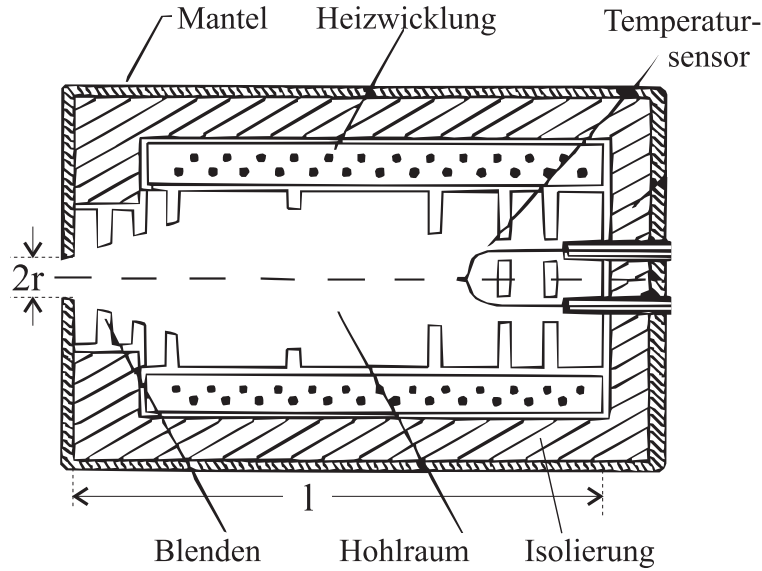 Mantel
Heizwicklung
Temperatur-
sensor
2r
l
Blenden
Hohlraum
Isolierung